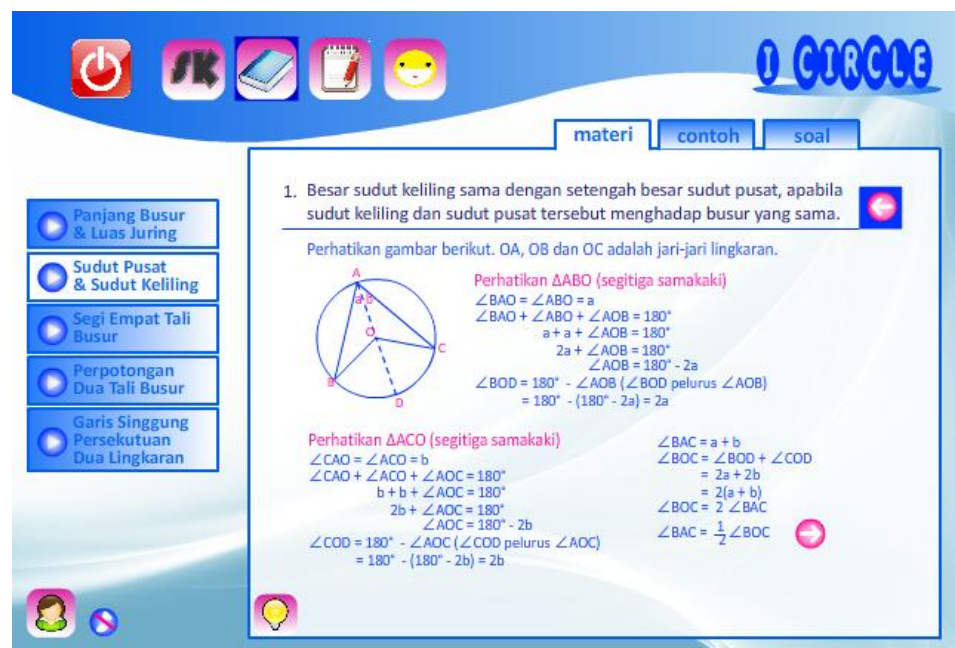 SK
I CIRCLE
materi
contoh
soal
Panjang Busur
& Luas Juring
Sudut Pusat
& Sudut Keliling
Segi Empat Tali
Busur
Perpotongan
Dua Tali Busur
Garis Singgung
Persekutuan
Dua Lingkaran
1. Besar sudut keliling sama dengan setengah besar sudut pusat, apabila
sudut keliling dan sudut pusat tersebut menghadap busur yang sama.
Perhatikan gambar berikut. OA, OB dan OC adalah jari-jari lingkaran.
A
a b
O
C
B
D
Perhatikan ΔABO (segitiga samakaki)
∠BAO = ∠ABO = a
∠BAO + ∠ABO + ∠AOB = 180°
a + a + ∠AOB = 180°
2a + ∠AOB = 180°
∠AOB = 180° - 2a
∠BOD = 180° - ∠AOB (∠BOD pelurus ∠AOB)
= 180° - (180° - 2a) = 2a
Perhatikan ΔACO (segitiga samakaki)
∠CAO = ∠ACO = b
∠CAO + ∠ACO + ∠AOC = 180°
b + b + ∠AOC = 180°
2b + ∠AOC = 180°
∠AOC = 180° - 2b
∠COD = 180° - ∠AOC (∠COD pelurus ∠AOC)
= 180° - (180° - 2b) = 2b
∠BAC = a + b
∠BOC = ∠BOD + ∠COD
= 2a + 2b
= 2(a + b)
∠BOC = 2 ∠BAC
∠BAC = 1/2 ∠BOC